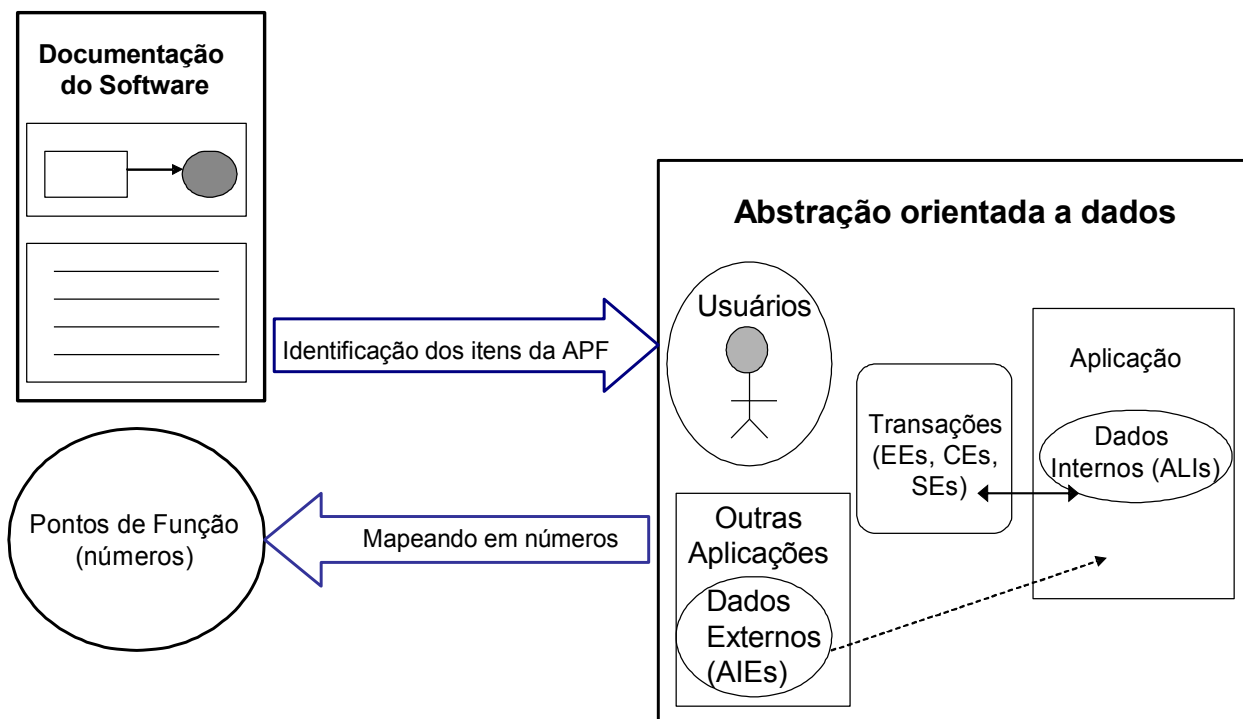 Documentação
do Software
Identificação dos itens da APF
Abstração orientada a dados
Usuários
Transações
(EEs, CEs,
SEs)
Aplicação
Dados
Internos (ALIs)
Outras
Aplicações
Dados
Externos
(AIEs)
Mapeando em números
Pontos de Função
(números)